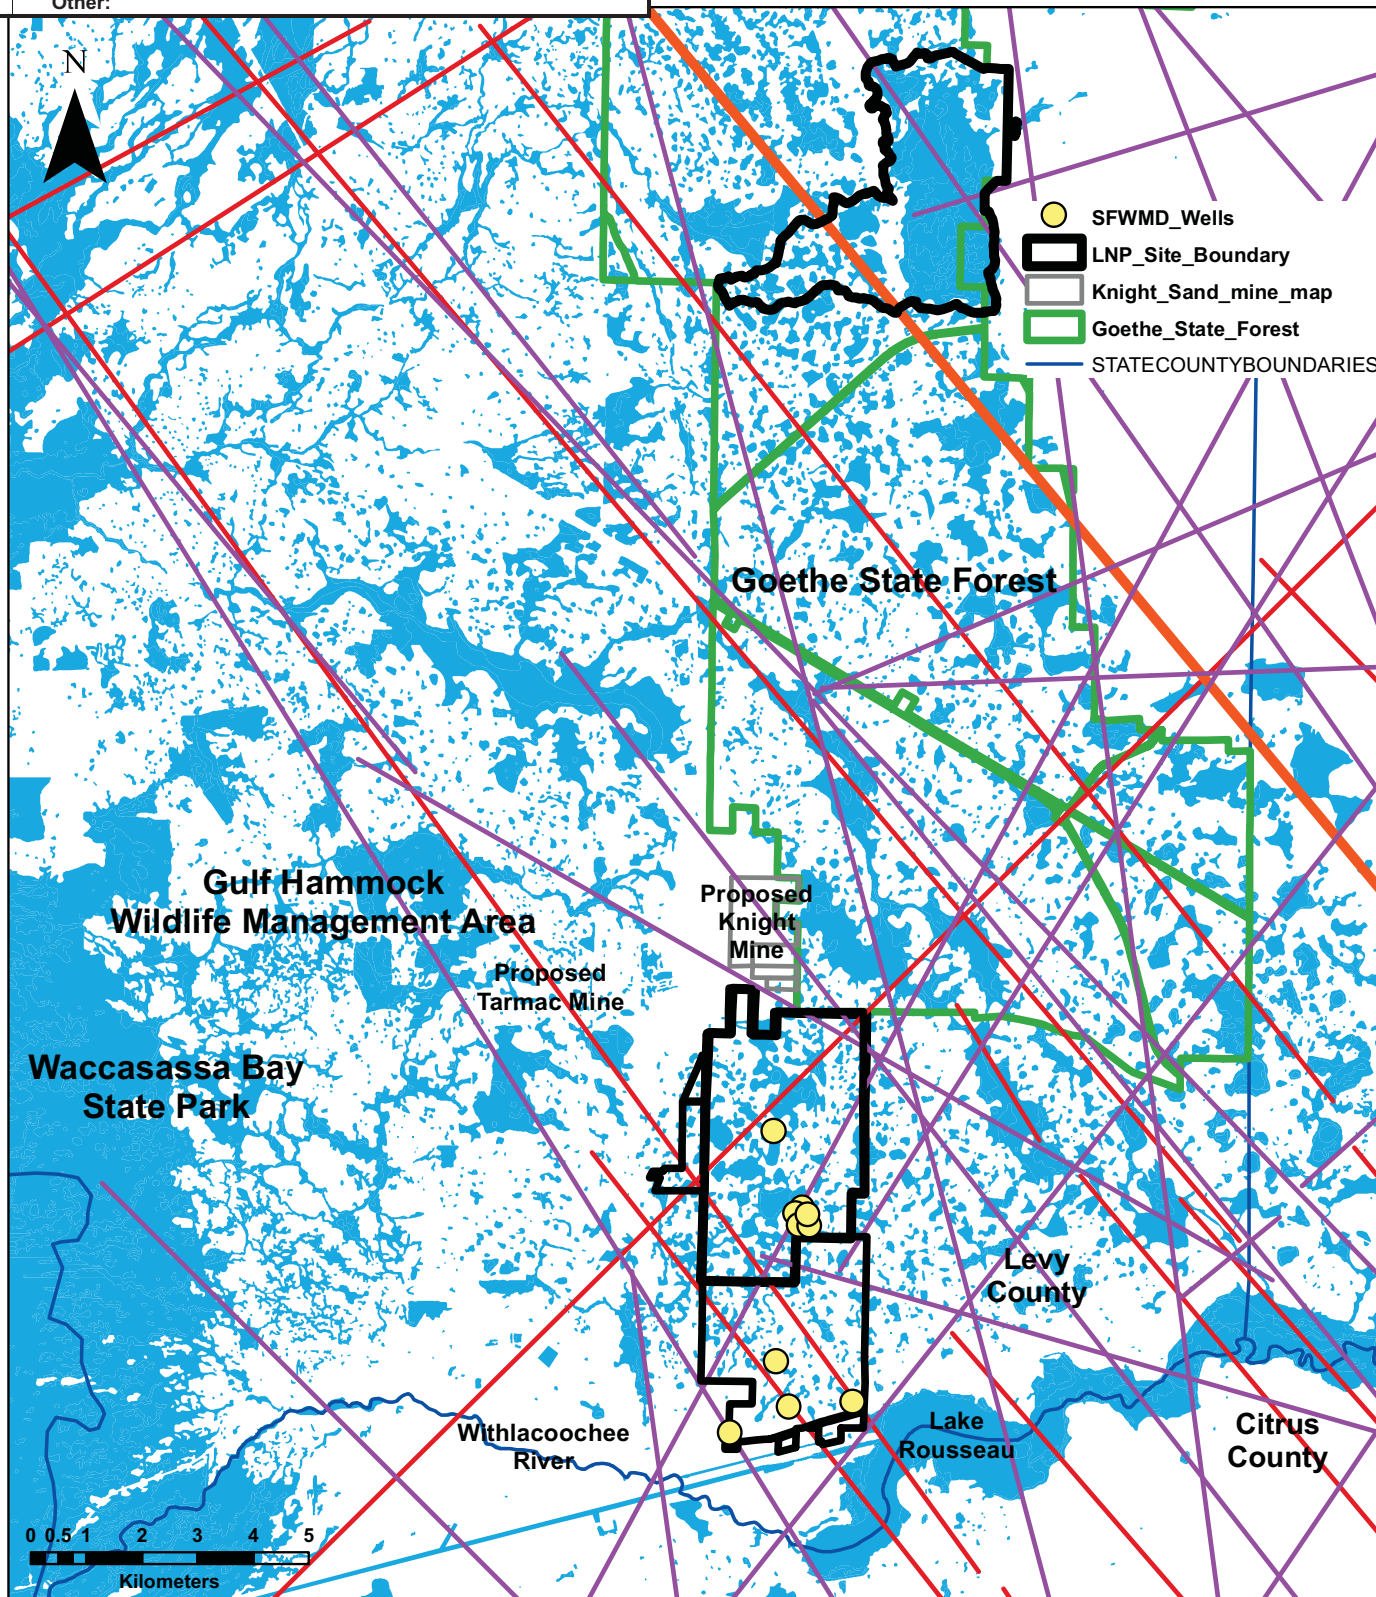 Other:
N
SFWMD_Wells
LNP_Site_Boundary
Knight_Sand_mine_map
Goethe_State_Forest
STATECOUNTYBOUNDARIES
Goethe State Forest
Gulf Hammock
Wildlife Management Area
Proposed
Knight
Mine
Proposed
Tarmac Mine
Waccasassa Bay
State Park
Levy
County
Withlacoochee
River
Lake
Rousseau
Citrus
County
0 0.5 1 2 3 4 5
Kilometers